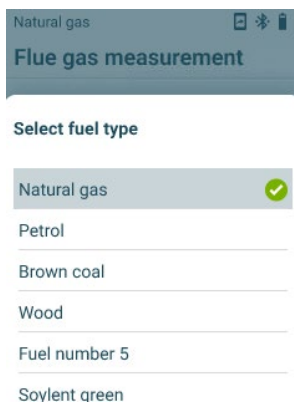 Natural gas
Flue gas measurement
Select fuel type
Natural gas
Petrol
Brown coal
Wood
Fuel number 5
Soylent green